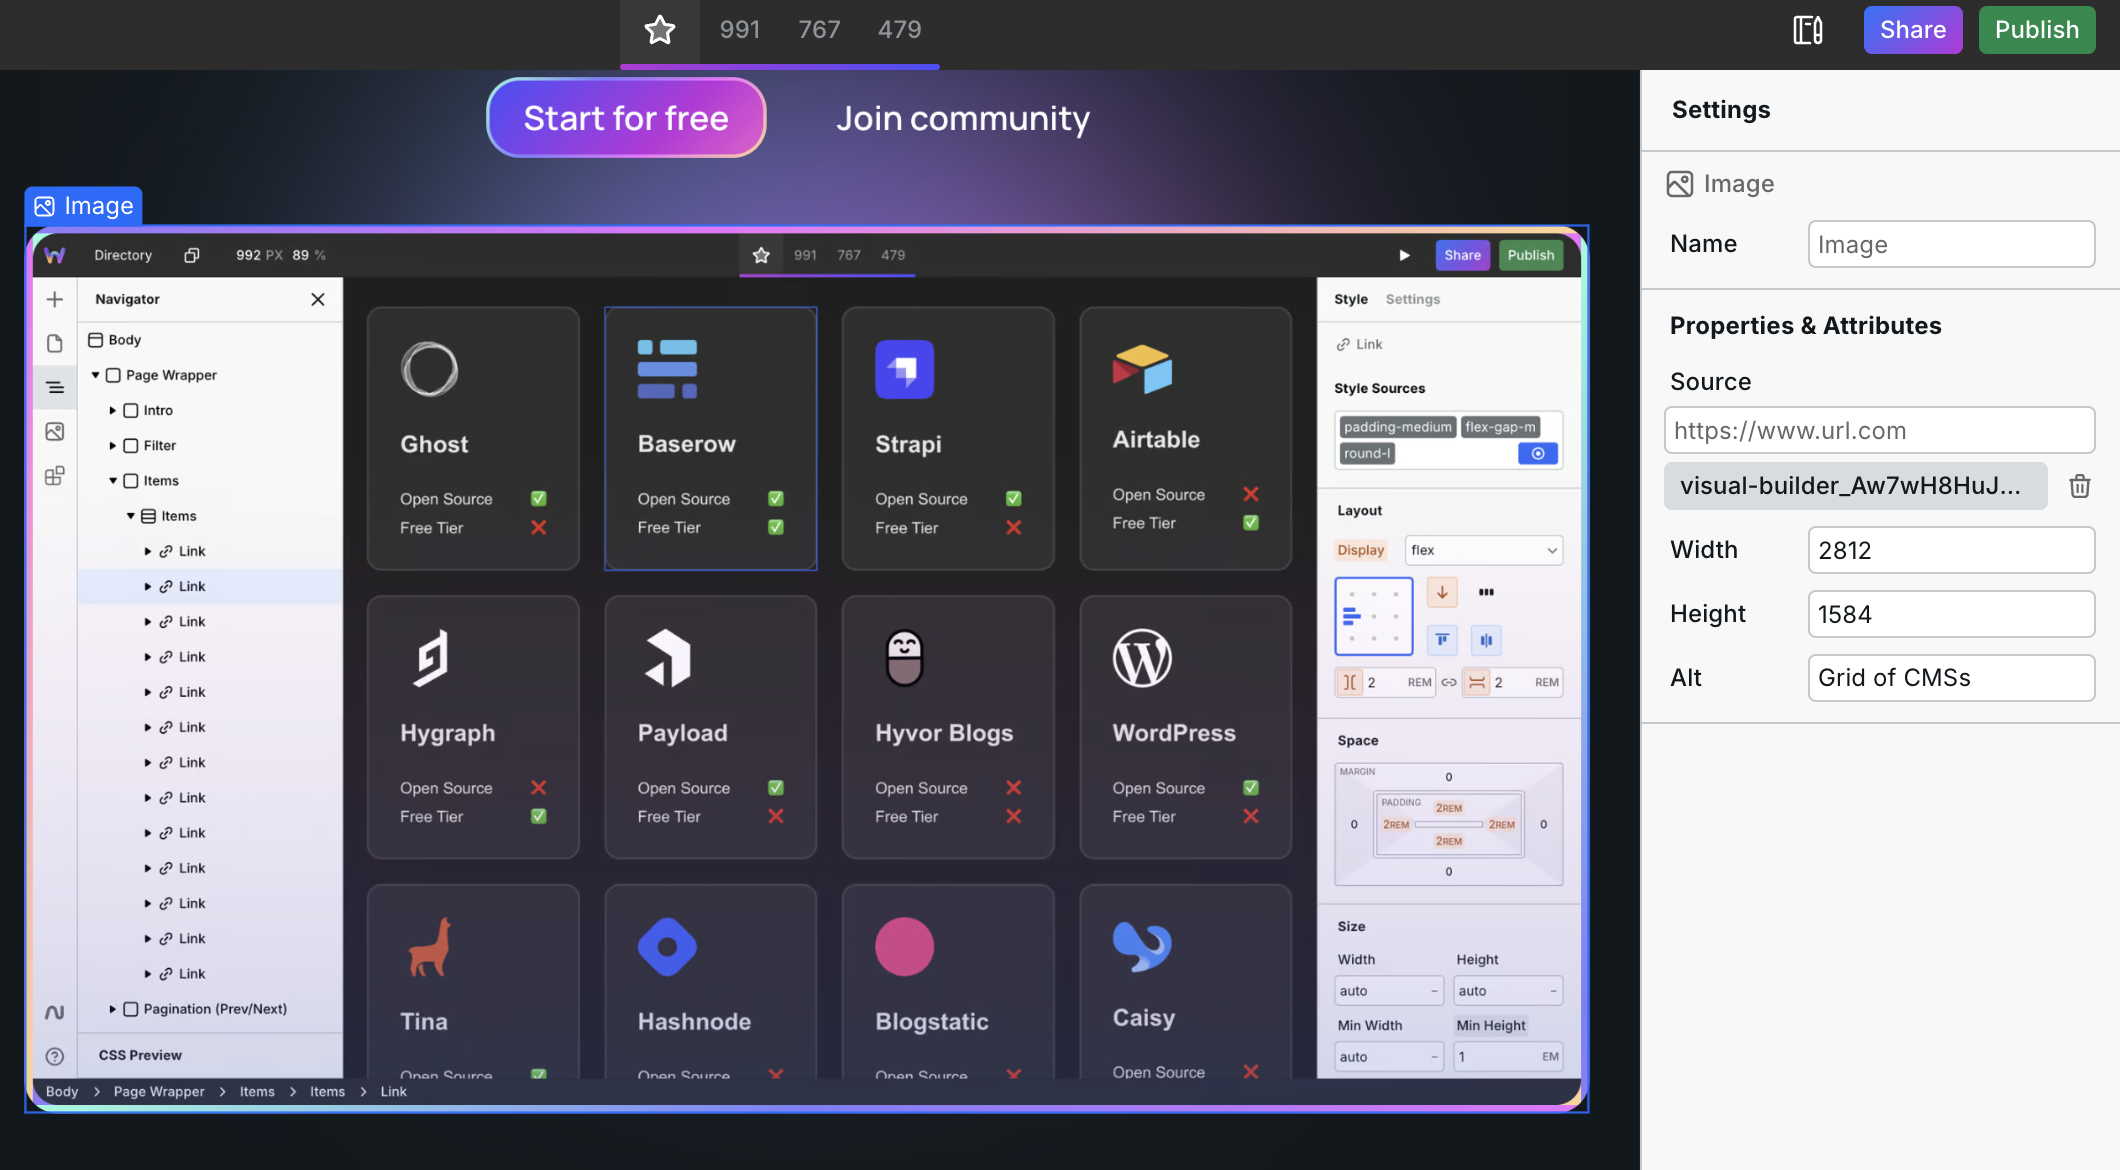 991 767 479
Share Publish
Start for free
Join community
Image
Directory 992 PX 89 %
991 767 479
Share Publish
Navigator
Body
Page Wrapper
Intro
Filter
Items
Items
Link
Link
Link
Link
Link
Link
Link
Link
Link
Link
Link
Link
Link
Pagination (Prev/Next)
CSS Preview
Ghost
Open Source
Free Tier
Baserow
Open Source
Free Tier
Strapi
Open Source
Free Tier
Airtable
Open Source
Free Tier
Hygraph
Open Source
Free Tier
Payload
Open Source
Free Tier
Hyvor Blogs
Open Source
Free Tier
WordPress
Open Source
Free Tier
Tina
Open Source
Hashnode
Open Source
Blogstatic
Open Source
Caisy
Open Source
Style Settings
Link
Style Sources
padding-medium flex-gap-m
round-l
Layout
Display flex
2 REM 2 REM
Space
MARGIN
0
PADDING
2REM
0 2REM 2REM 0
2REM
0
Size
Width Height
auto – auto –
Min Width Min Height
auto – 1 EM
Body > Page Wrapper > Items > Items > Link
Settings
Image
Name Image
Properties & Attributes
Source
https://www.url.com
visual-builder_Aw7wH8HuJ...
Width 2812
Height 1584
Alt Grid of CMSs